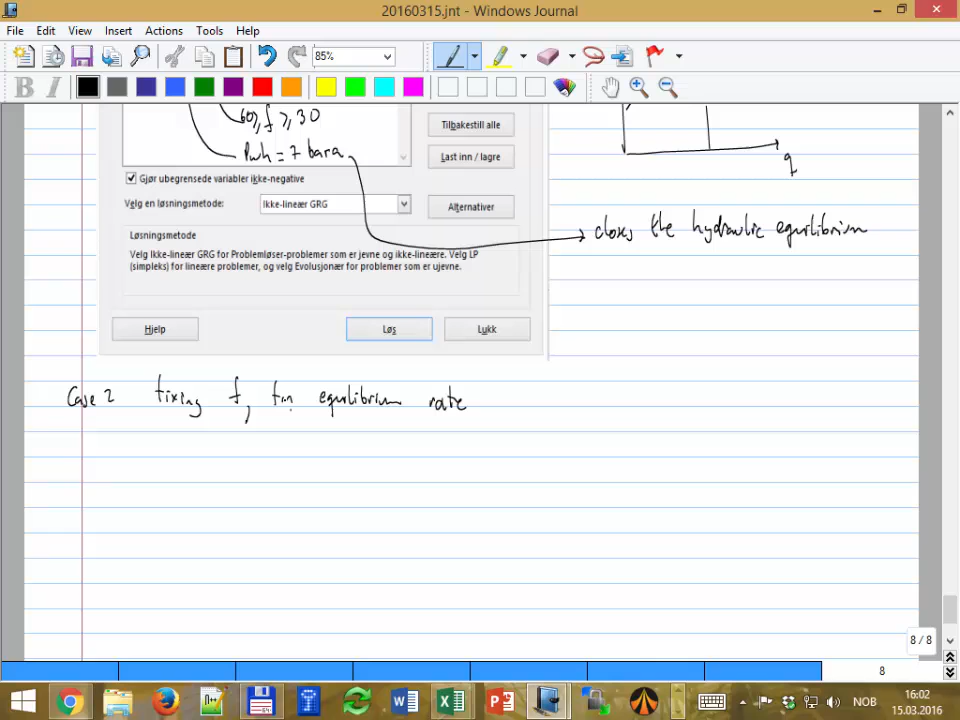 20160315.jnt - Windows Journal
File Edit View Insert Actions Tools Help
85%
B I
60 ≥ f ≥ 30
Pwh = 7 bara
Tilbakestill alle
Last inn / lagre
q
Gjør ubegrensede variabler ikke-negative
Velg en løsningsmetode:
Ikke-lineær GRG
Alternativer
closes the hydraulic equilibrium
Løsningsmetode
Velg Ikke-lineær GRG for Problemløser-problemer som er jevne og ikke-lineære. Velg LP
(simpleks) for lineære problemer, og velg Evolusjonær for problemer som er ujevne.
Hjelp
Løs
Lukk
Case 2 fixing f, fin equilibrium rate
8 / 8
8
NOB
16:02
15.03.2016